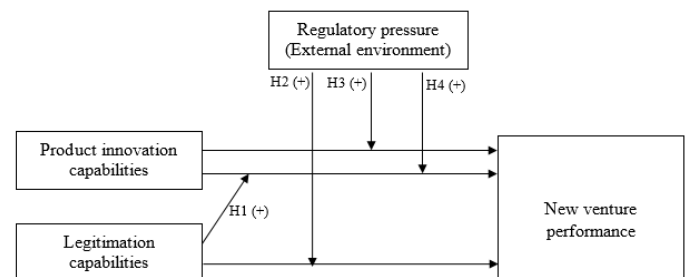 Regulatory pressure
(External environment)
H2 (+)
H3 (+)
H4 (+)
Product innovation
capabilities
H1 (+)
Legitimation
capabilities
New venture
performance